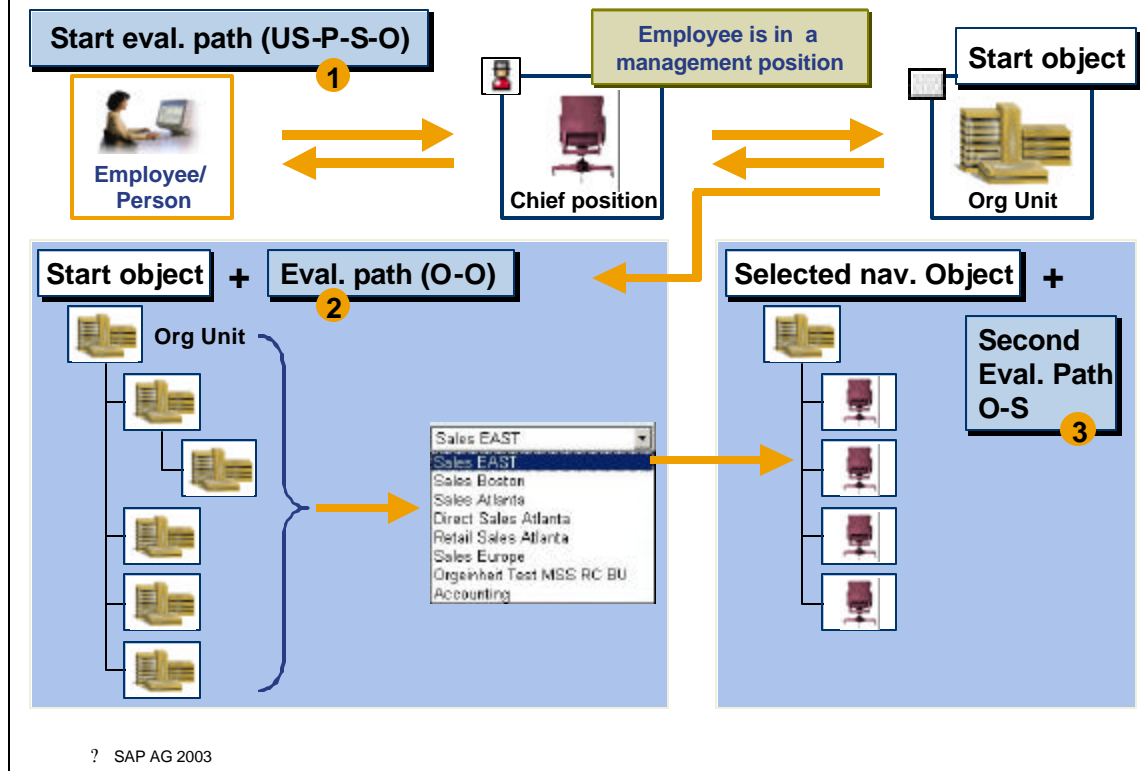 Start eval. path (US-P-S-O)
1
Employee is in a
management position
Start object
Employee/
Person
Chief position
Org Unit
Start object
+
Eval. path (O-O)
2
Org Unit
Sales EAST
Sales EAST
Sales Boston
Sales Atlanta
Direct Sales Atlanta
Retail Sales Atlanta
Sales Europe
Orgeinheit Test MSS RC BU
Accounting
Selected nav. Object
+
Second
Eval. Path
O-S
3
? SAP AG 2003